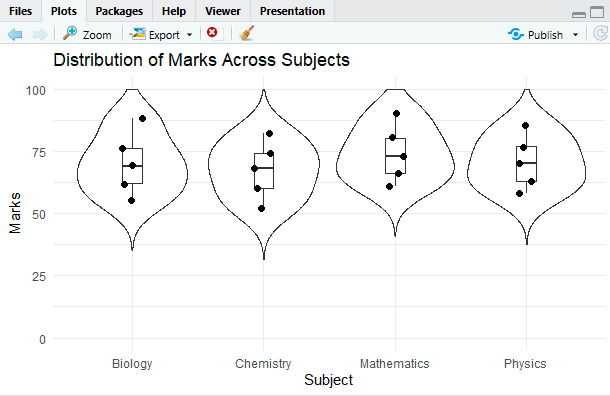 Files Plots Packages Help Viewer Presentation
Zoom Export Publish
Distribution of Marks Across Subjects
100
75
50
25
0
Marks
Biology Chemistry Mathematics Physics
Subject